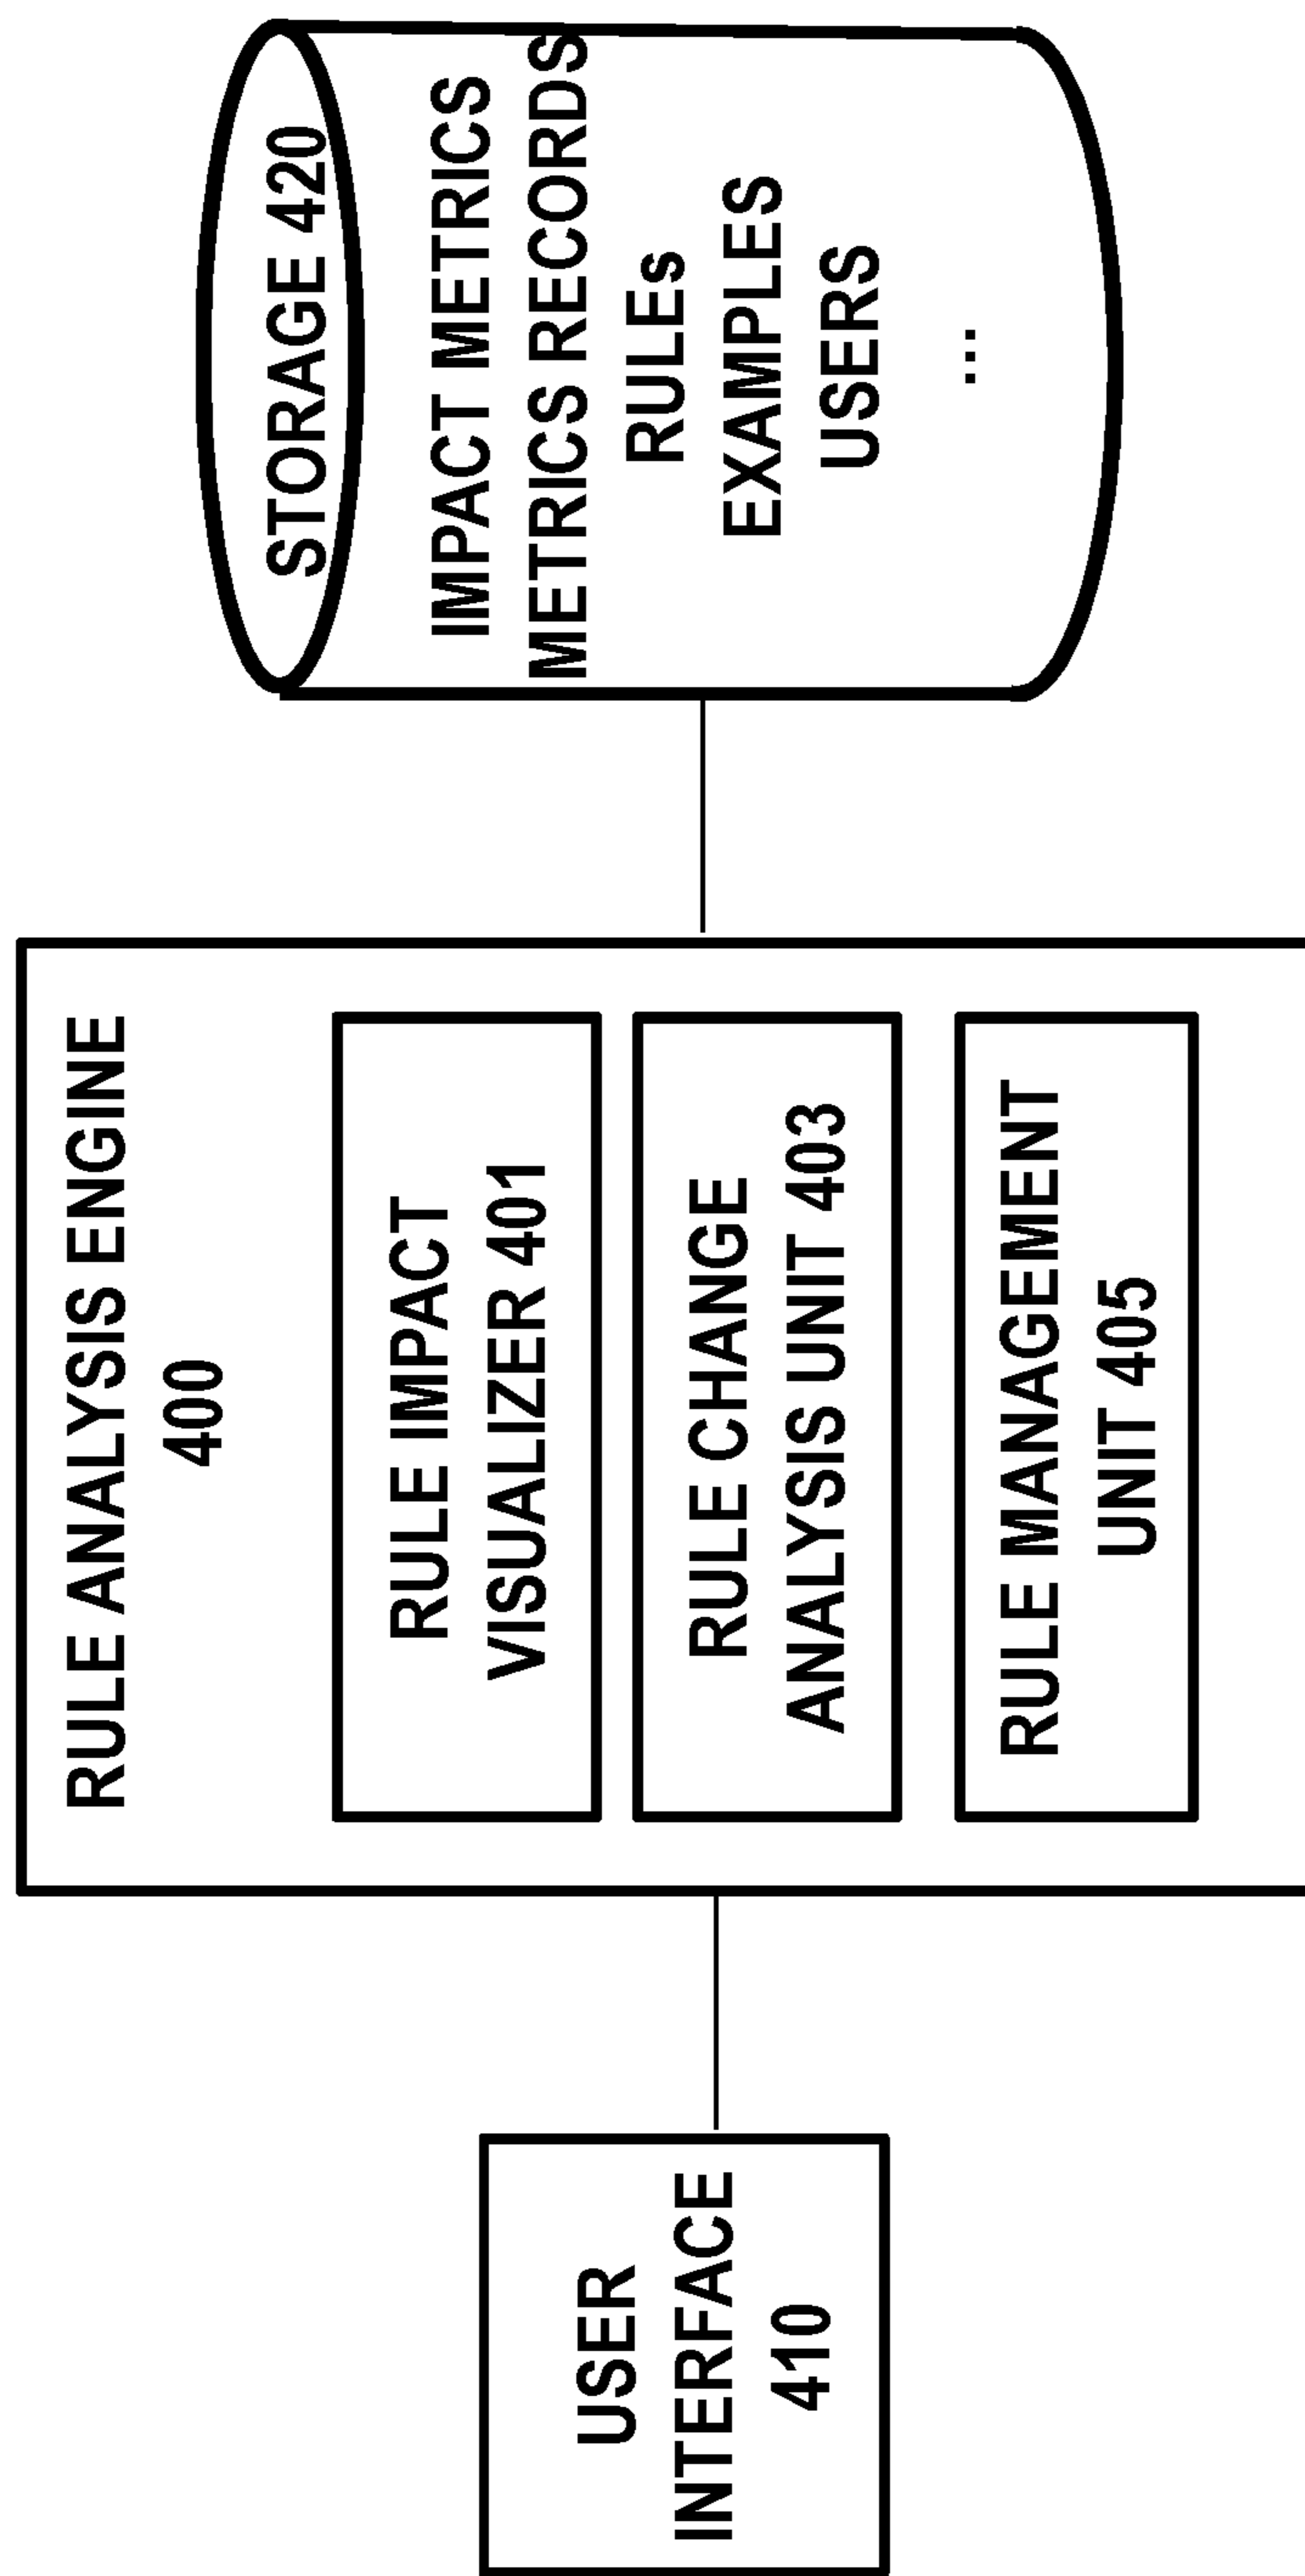 USER
INTERFACE
410
RULE ANALYSIS ENGINE
400
RULE IMPACT
VISUALIZER 401
RULE CHANGE
ANALYSIS UNIT 403
RULE MANAGEMENT
UNIT 405
STORAGE 420
IMPACT METRICS
METRICS RECORDS
RULEs
EXAMPLES
USERS
...